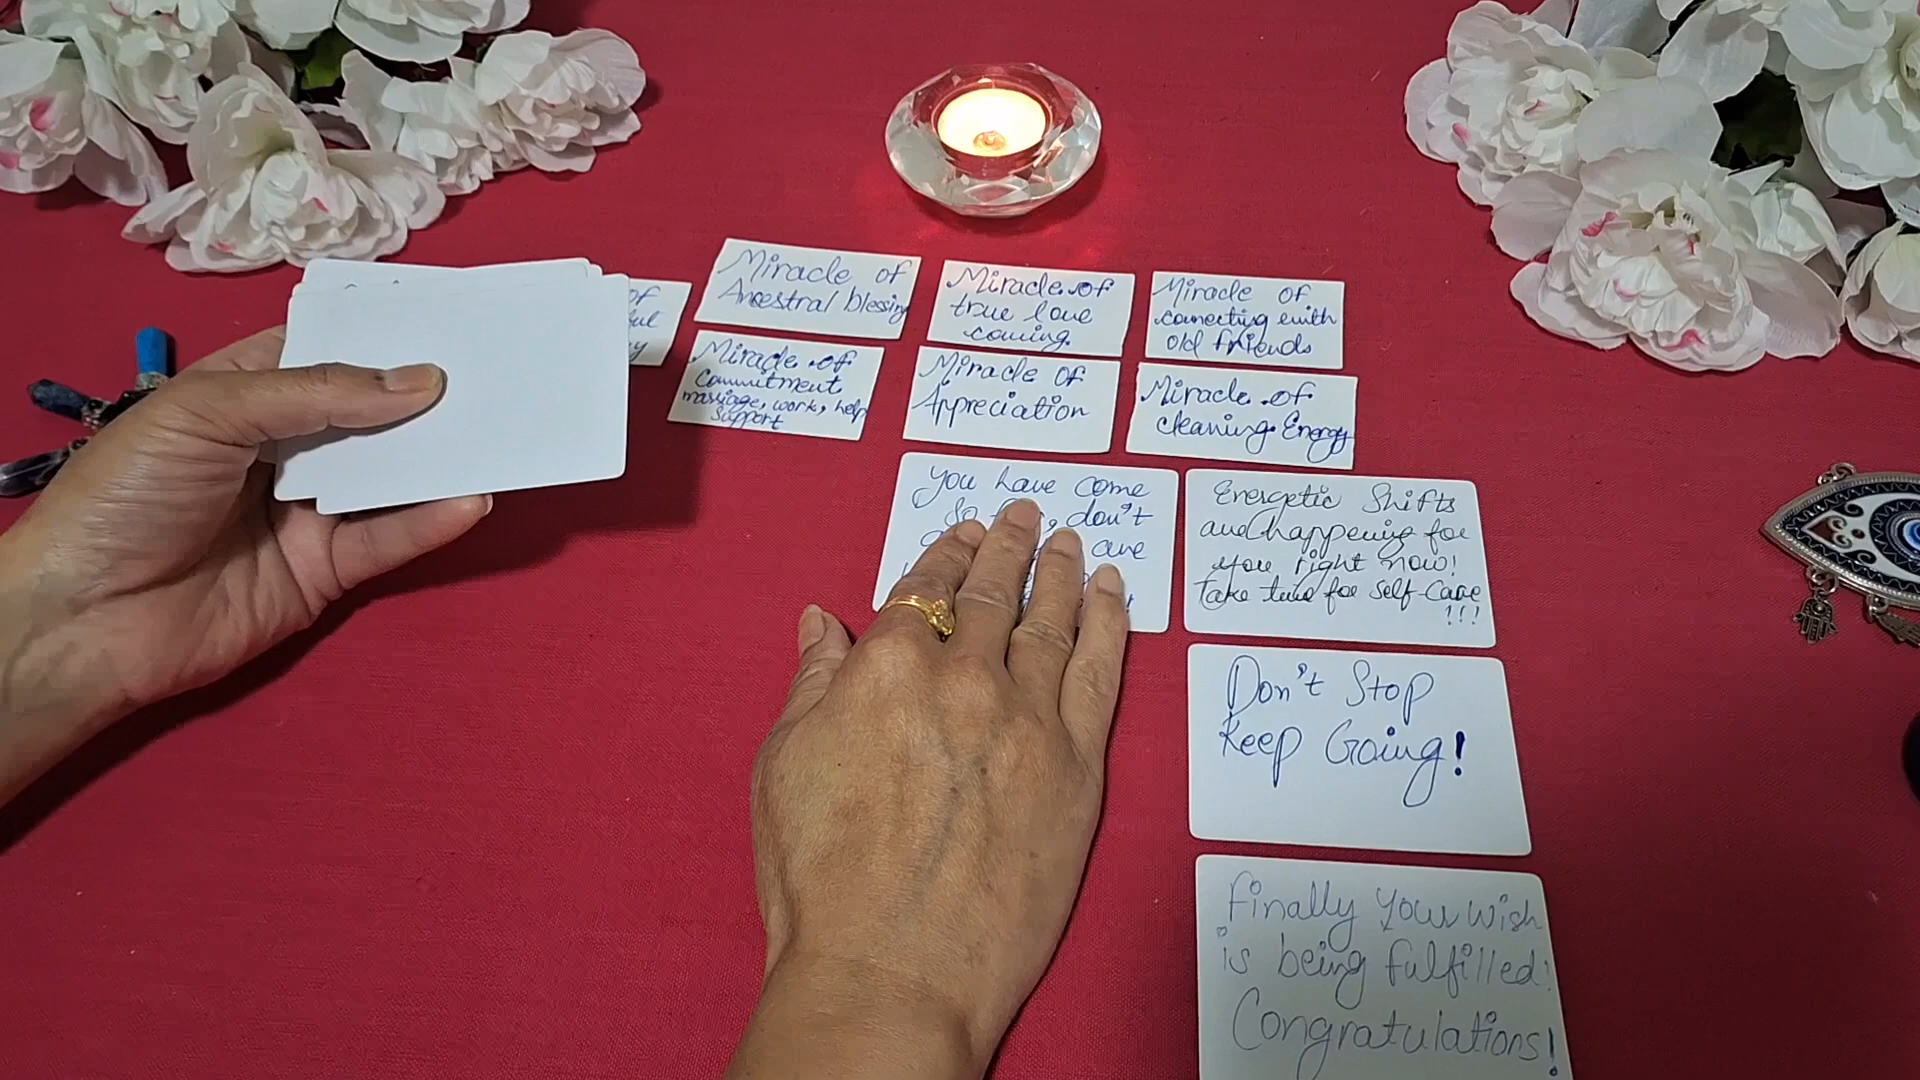 of
Miracle of
Ancestral blessing
Miracle of
true love
coming.
Miracle of
connecting with
old friends
Miracle of
Commitment
massiage, work, help
Support
Miracle of
Appreciation
Miracle of
cleaning Energy
You have come
So don't
are
Energetic Shifts
are happening for
you right now!
Take time for Self-Care
!!!
Don't Stop
Keep Going!
Finally Your Wish
is being fulfilled!
Congratulations!